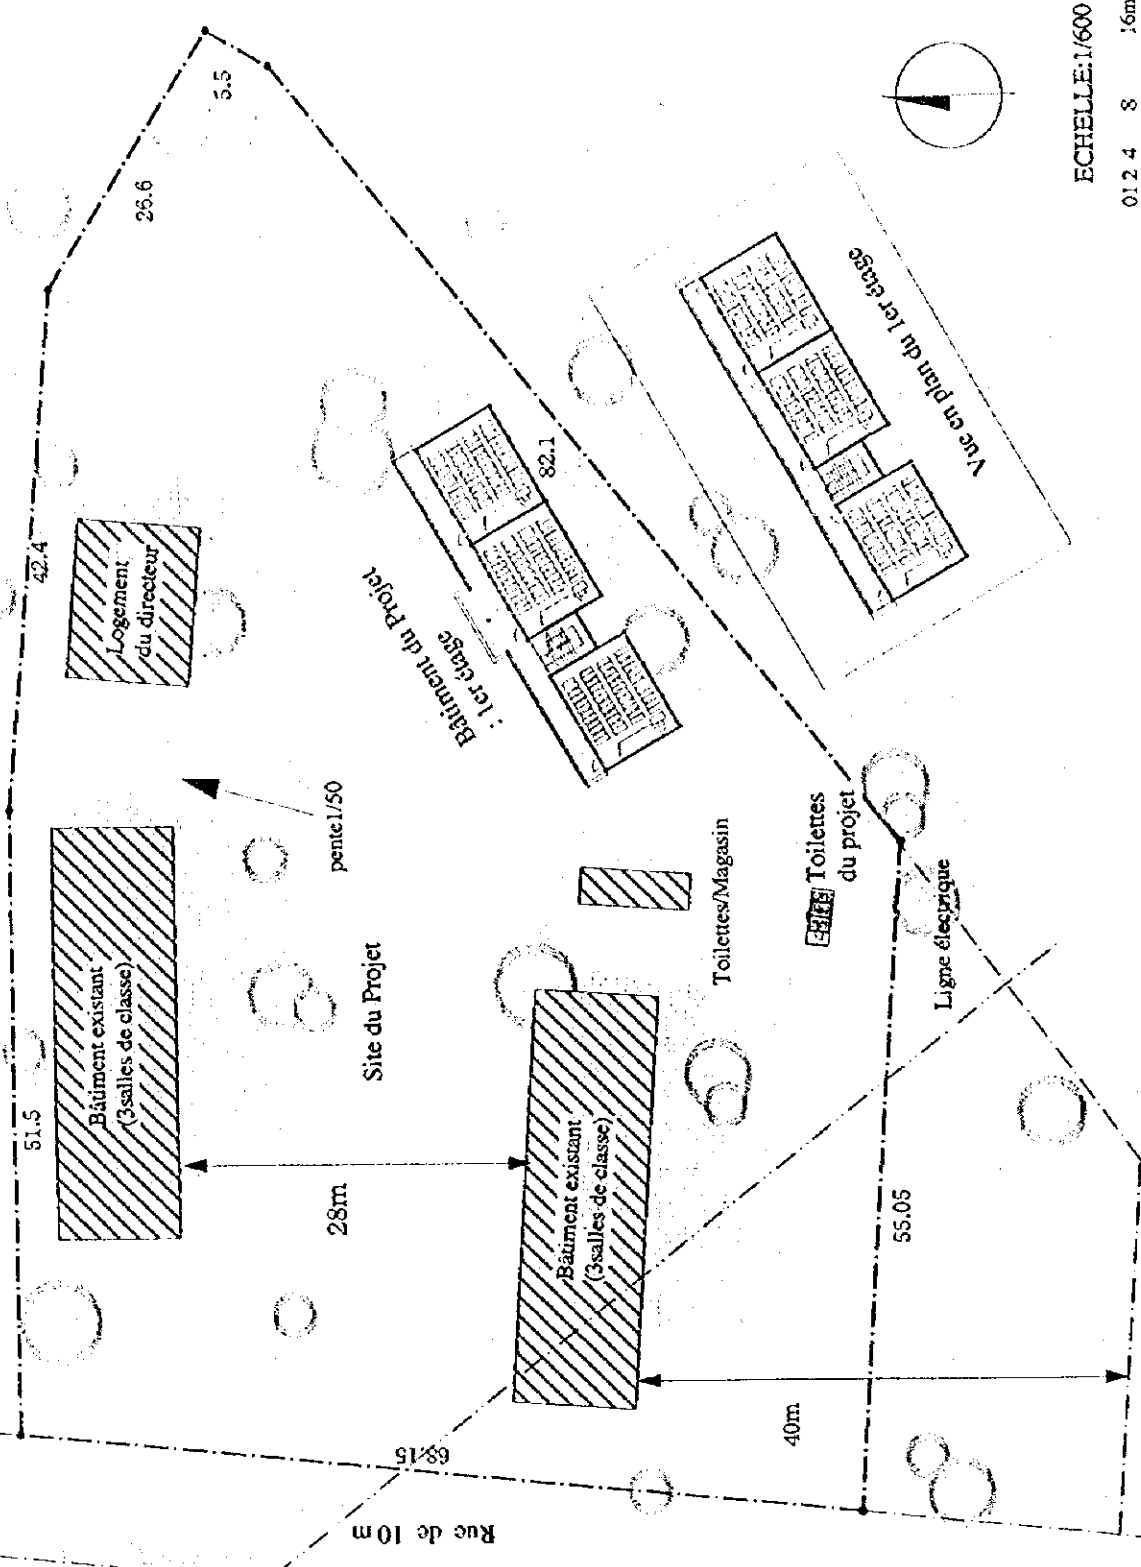 5.5
26.6
42.4
51.5
Logement
du directeur
Bâtiment existant
(3salles de classe)
pente1/50
Site du Projet
28m
Bâtiment existant
(3salles de classe)
Bâtiment du Projet
: 1er étage
82.1
Vue en plan du 1er étage
Toilettes/Magasin
Toilettes
du projet
Ligne électrique
55.05
40m
68.15
Rue de 10m
ECHELLE:1/600
0 1 2 4 8 16m